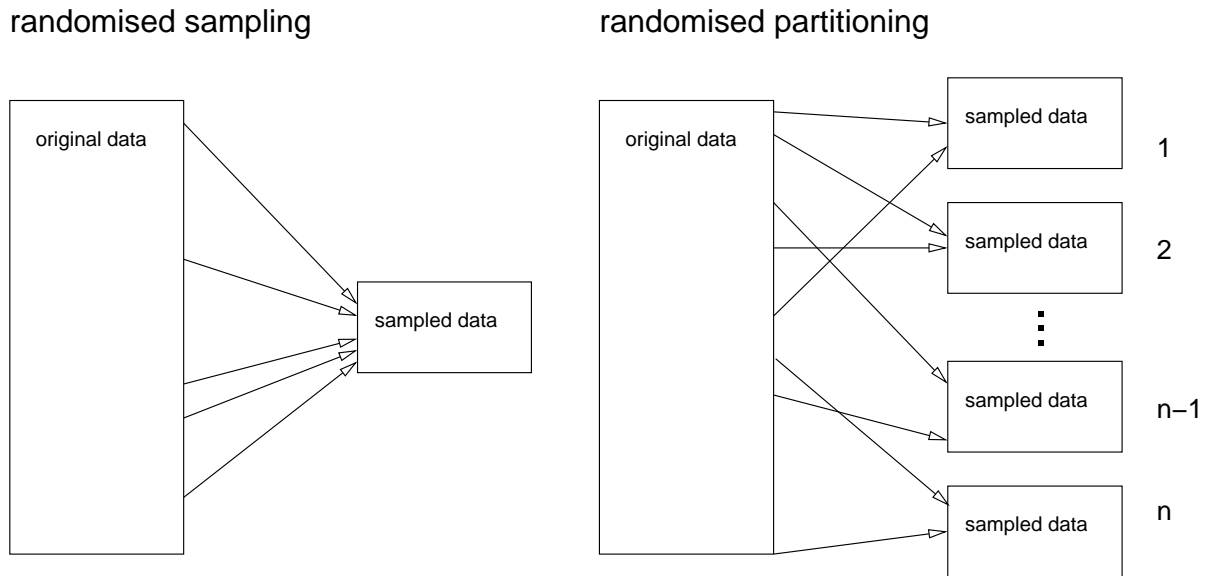 randomised sampling
original data
sampled data
randomised partitioning
original data
sampled data
1
sampled data
2
sampled data
n−1
sampled data
n